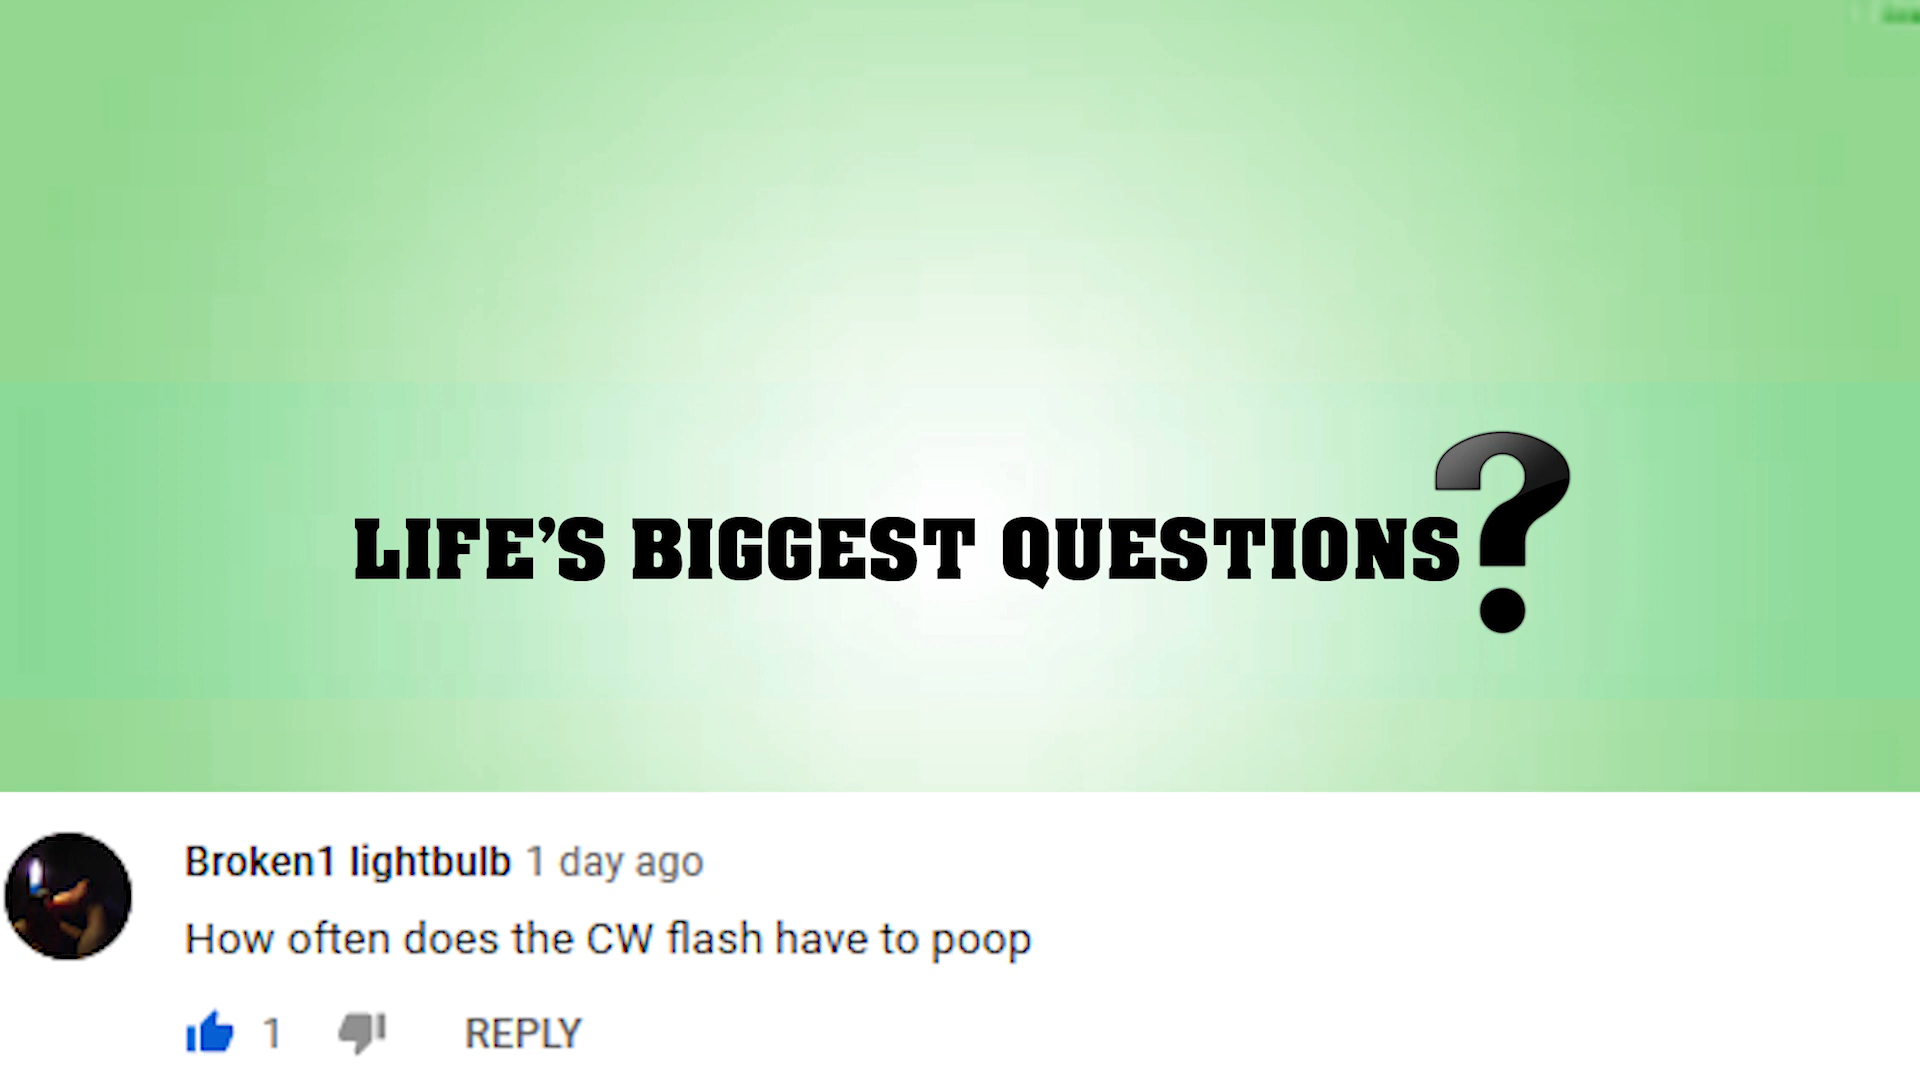 LIFE'S BIGGEST QUESTIONS?
Broken1 lightbulb 1 day ago
How often does the CW flash have to poop
1 REPLY